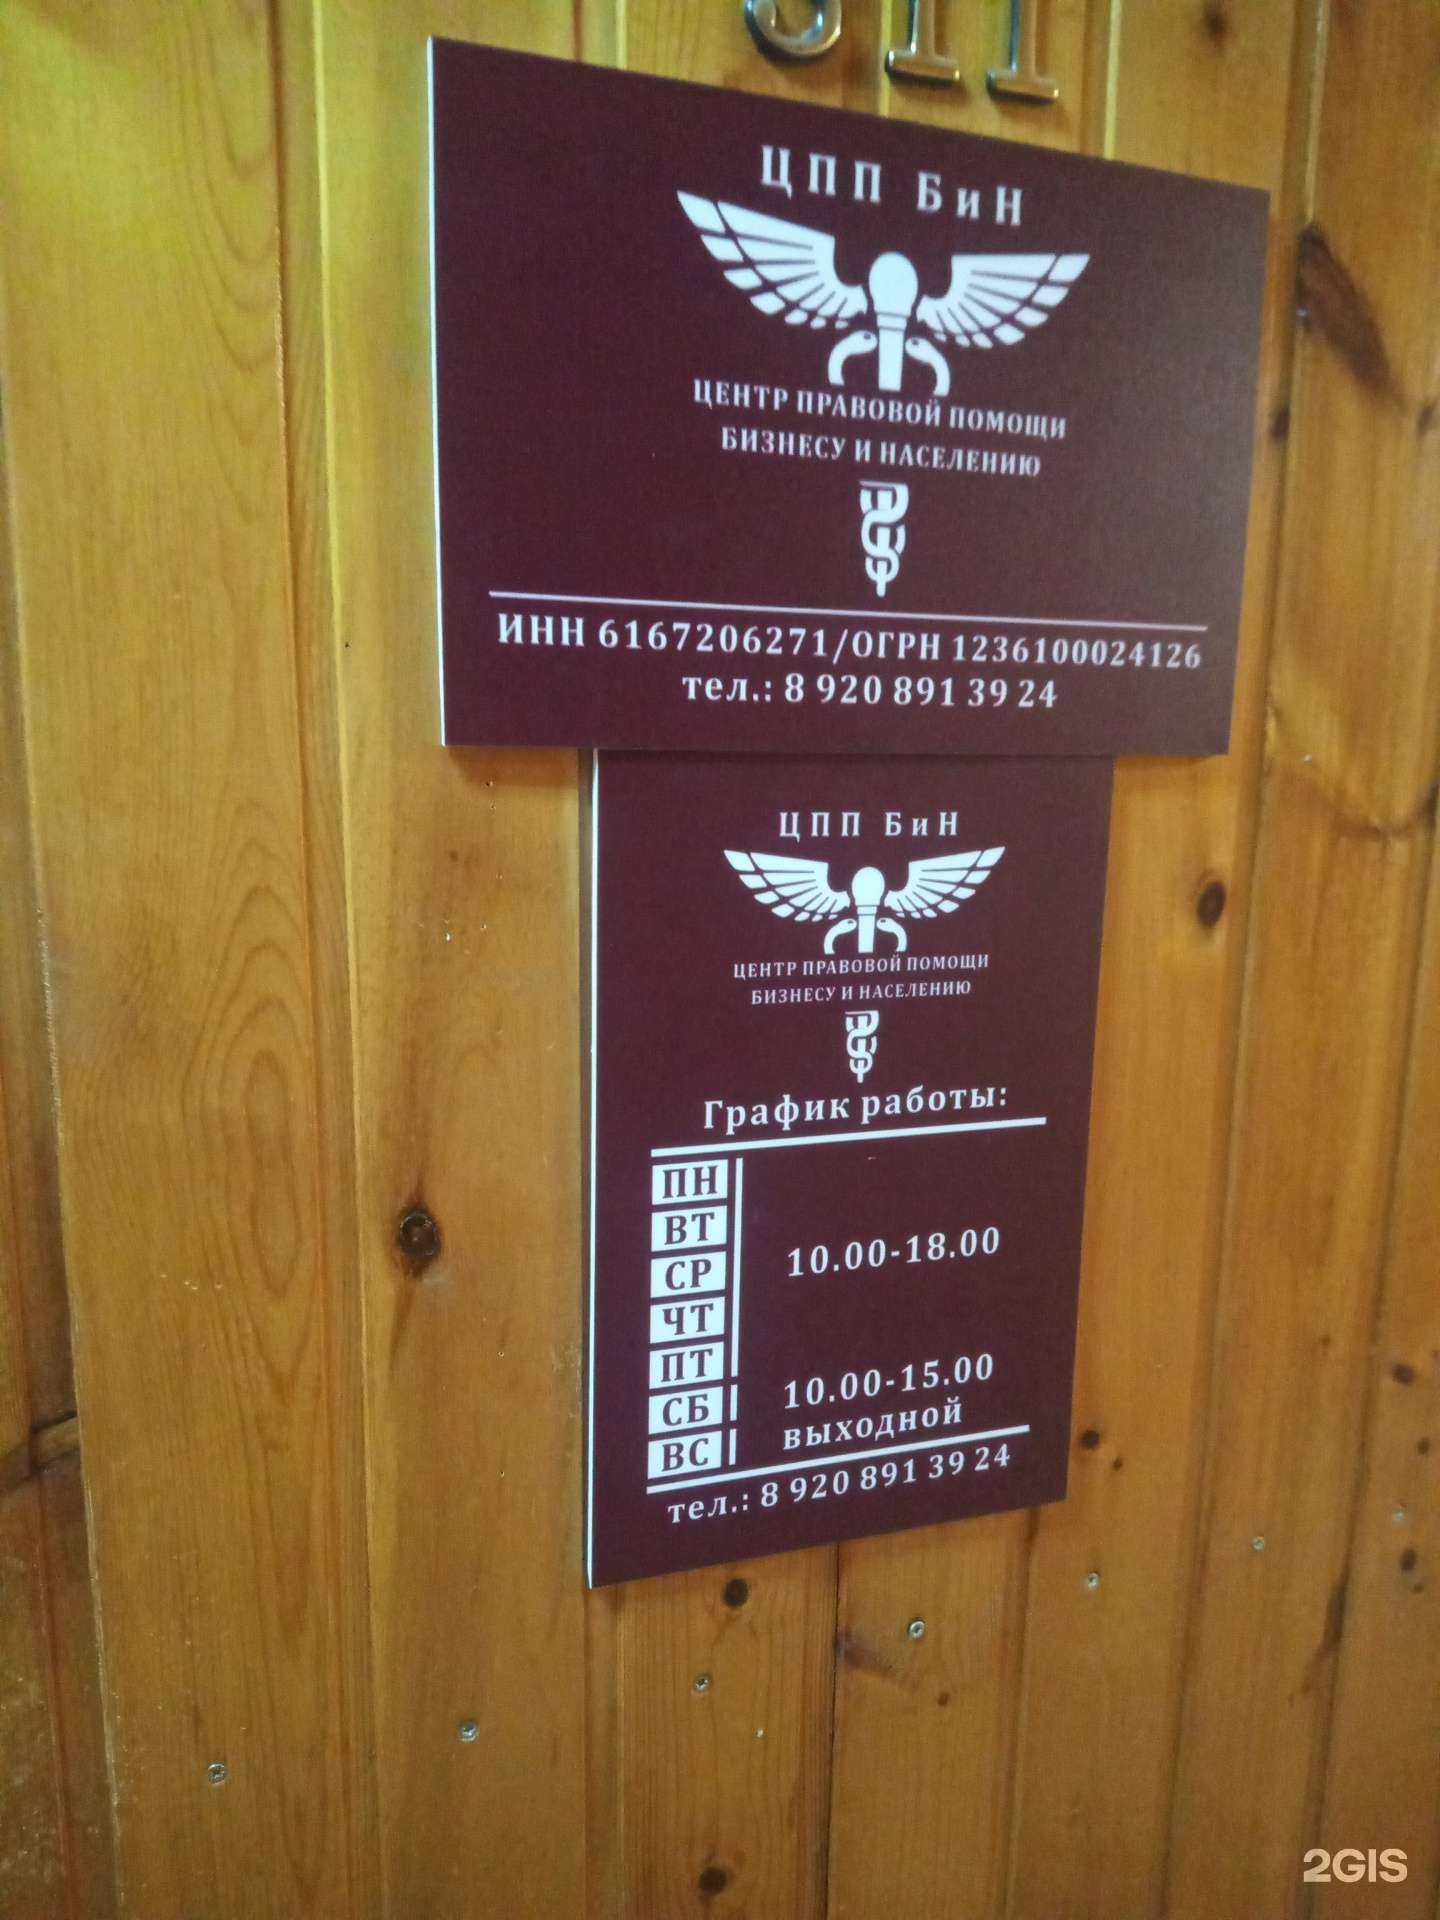 ЦПП БиН
ЦЕНТР ПРАВОВОЙ ПОМОЩИ
БИЗНЕСУ И НАСЕЛЕНИЮ
ИНН 6167206271/ОГРН 1236100024126
тел.: 8 920 891 39 24
ЦПП БиН
ЦЕНТР ПРАВОВОЙ ПОМОЩИ
БИЗНЕСУ И НАСЕЛЕНИЮ
График работы:
ПН
ВТ
СР 10.00-18.00
ЧТ
ПТ
СБ 10.00-15.00
ВС выходной
тел.: 8 920 891 39 24
2GIS